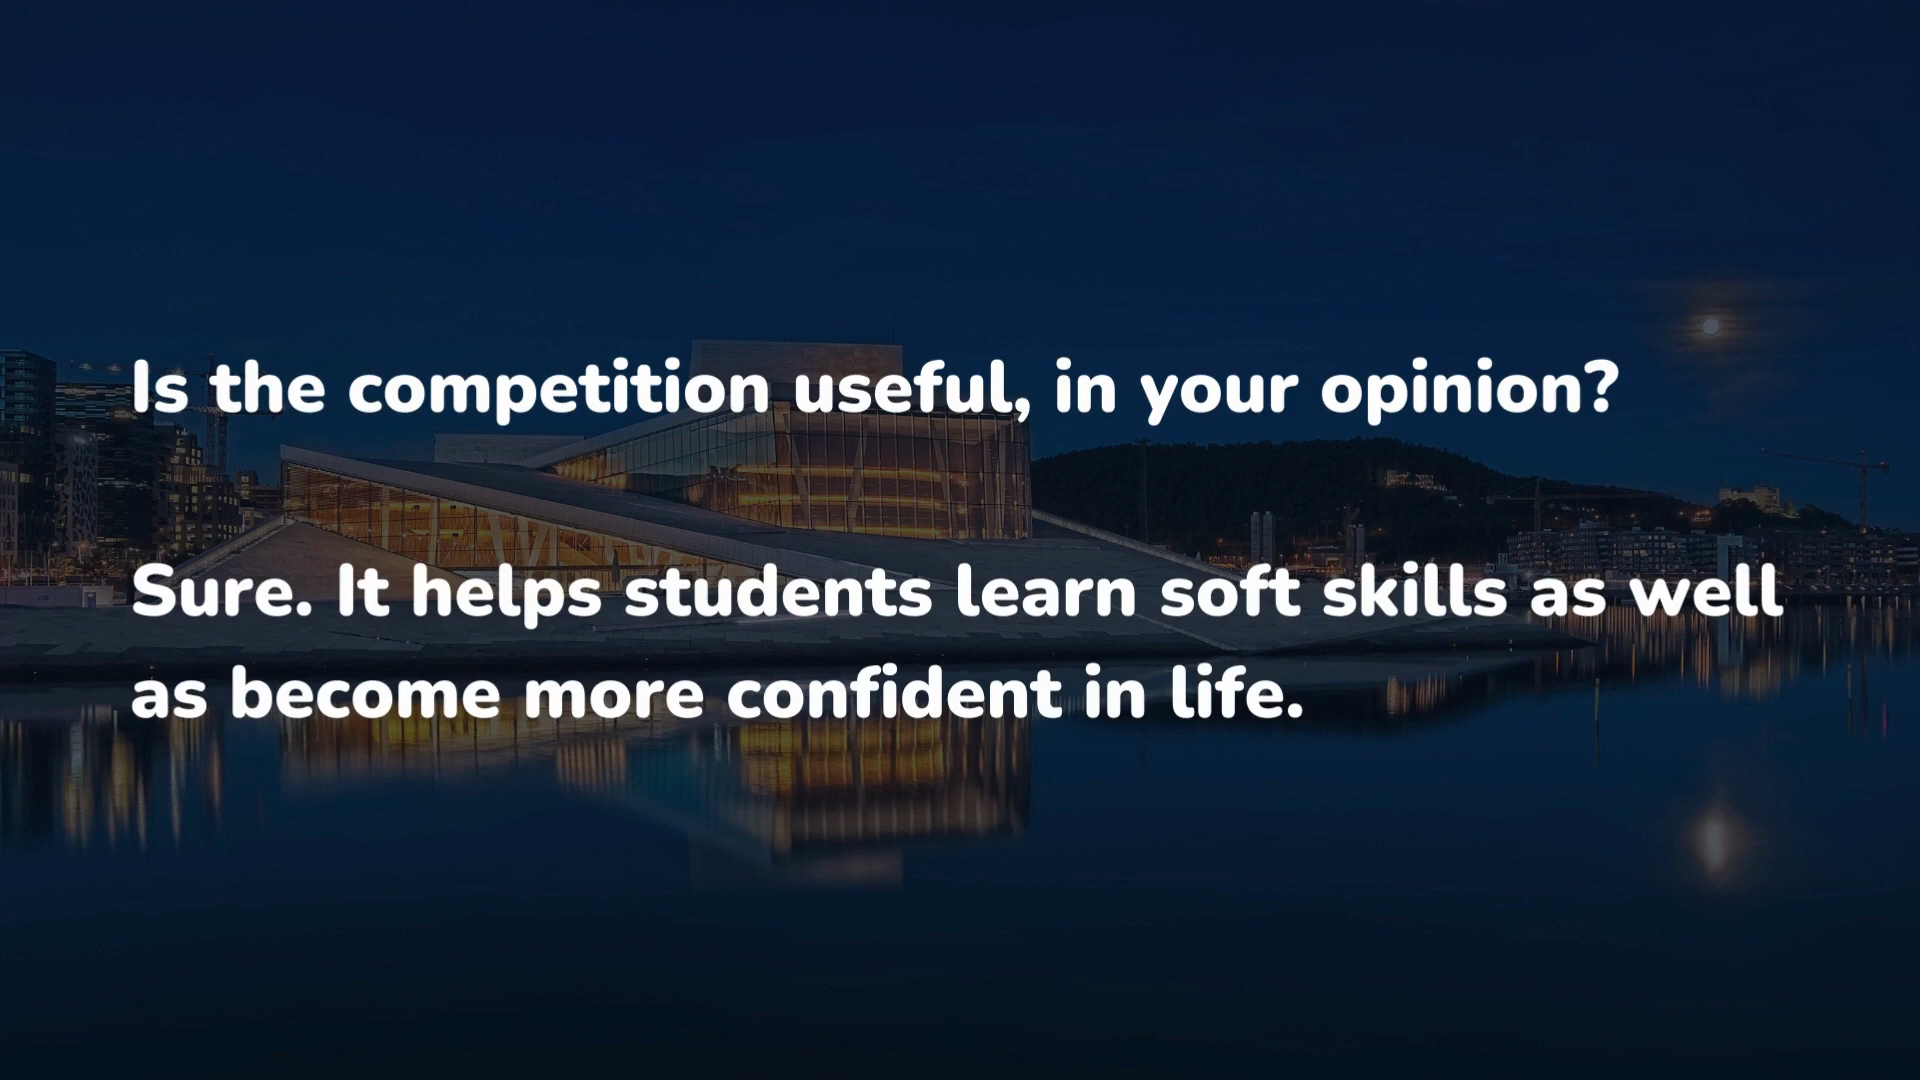 Is the competition useful, in your opinion?
Sure. It helps students learn soft skills as well
as become more confident in life.